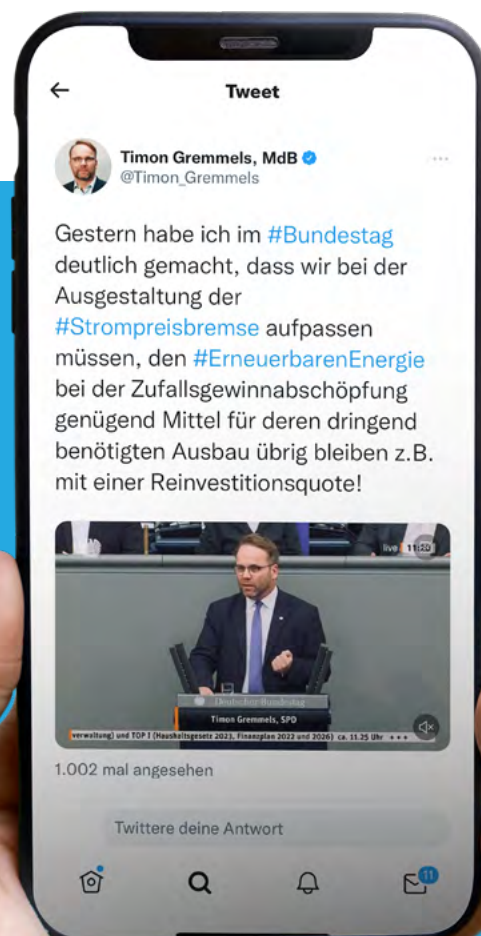 Tweet
Timon Gremmels, MdB
@Timon_Gremmels
Gestern habe ich im #Bundestag
deutlich gemacht, dass wir bei der
Ausgestaltung der
#Strompreisbremse aufpassen
müssen, den #ErneuerbarenEnergie
bei der Zufallsgewinnabschöpfung
genügend Mittel für deren dringend
benötigten Ausbau übrig bleiben z.B.
mit einer Reinvestitionsquote!
live 11:20
Deutscher Bundestag
Timon Gremmels, SPD
verwaltung) und TOP I (Haushaltsgesetz 2023, Finanzplan 2022 und 2026) ca. 11.25 Uhr
1.002 mal angesehen
Twittere deine Antwort
11